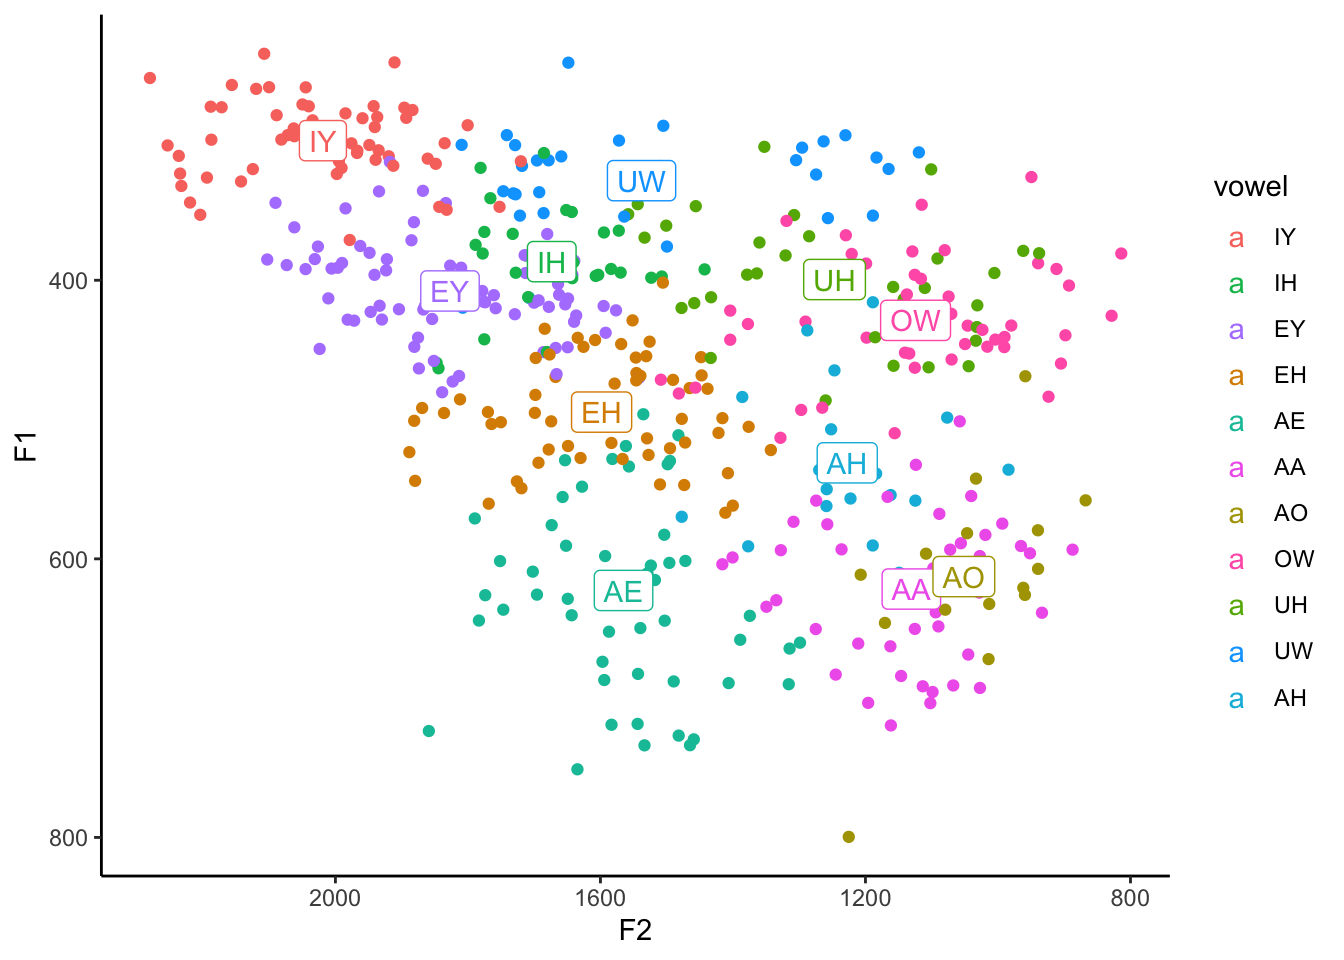 IY
UW
IH
EY
UH
OW
EH
AH
AE
AA
AO
400
600
800
F1
2000
1600
1200
800
F2
vowel
a IY
a IH
a EY
a EH
a AE
a AA
a AO
a OW
a UH
a UW
a AH